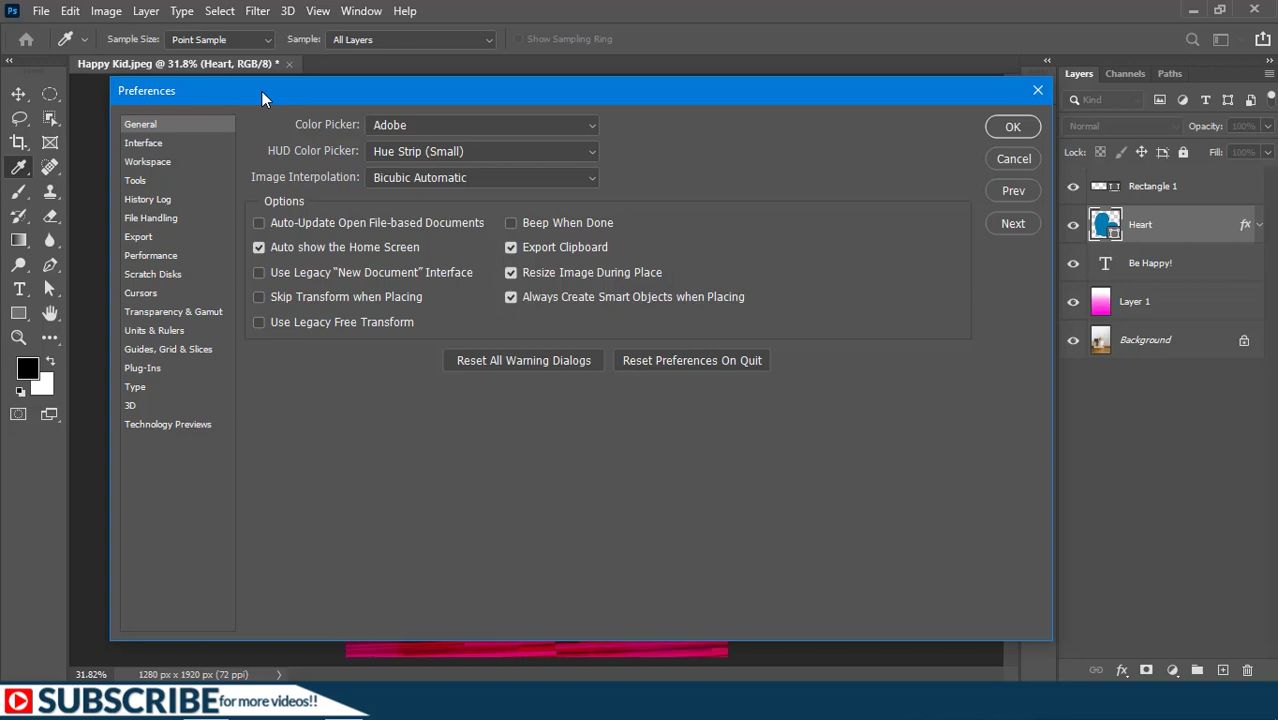 Ps File Edit Image Layer Type Select Filter 3D View Window Help
Sample Size: Point Sample Sample: All Layers Show Sampling Ring
Happy Kid.jpeg @ 31.8% (Heart, RGB/8) *
Preferences
General
Interface
Workspace
Tools
History Log
File Handling
Export
Performance
Scratch Disks
Cursors
Transparency & Gamut
Units & Rulers
Guides, Grid & Slices
Plug-Ins
Type
3D
Technology Previews
Color Picker: Adobe
HUD Color Picker: Hue Strip (Small)
Image Interpolation: Bicubic Automatic
Options
Auto-Update Open File-based Documents
Beep When Done
Auto show the Home Screen
Export Clipboard
Use Legacy “New Document” Interface
Resize Image During Place
Skip Transform when Placing
Always Create Smart Objects when Placing
Use Legacy Free Transform
Reset All Warning Dialogs
Reset Preferences On Quit
OK
Cancel
Prev
Next
Layers Channels Paths
Kind
Normal Opacity: 100%
Lock: Fill: 100%
Rectangle 1
Heart fx
Be Happy!
Layer 1
Background
31.82% 1280 px x 1920 px (72 ppi)
SUBSCRIBE for more videos!!